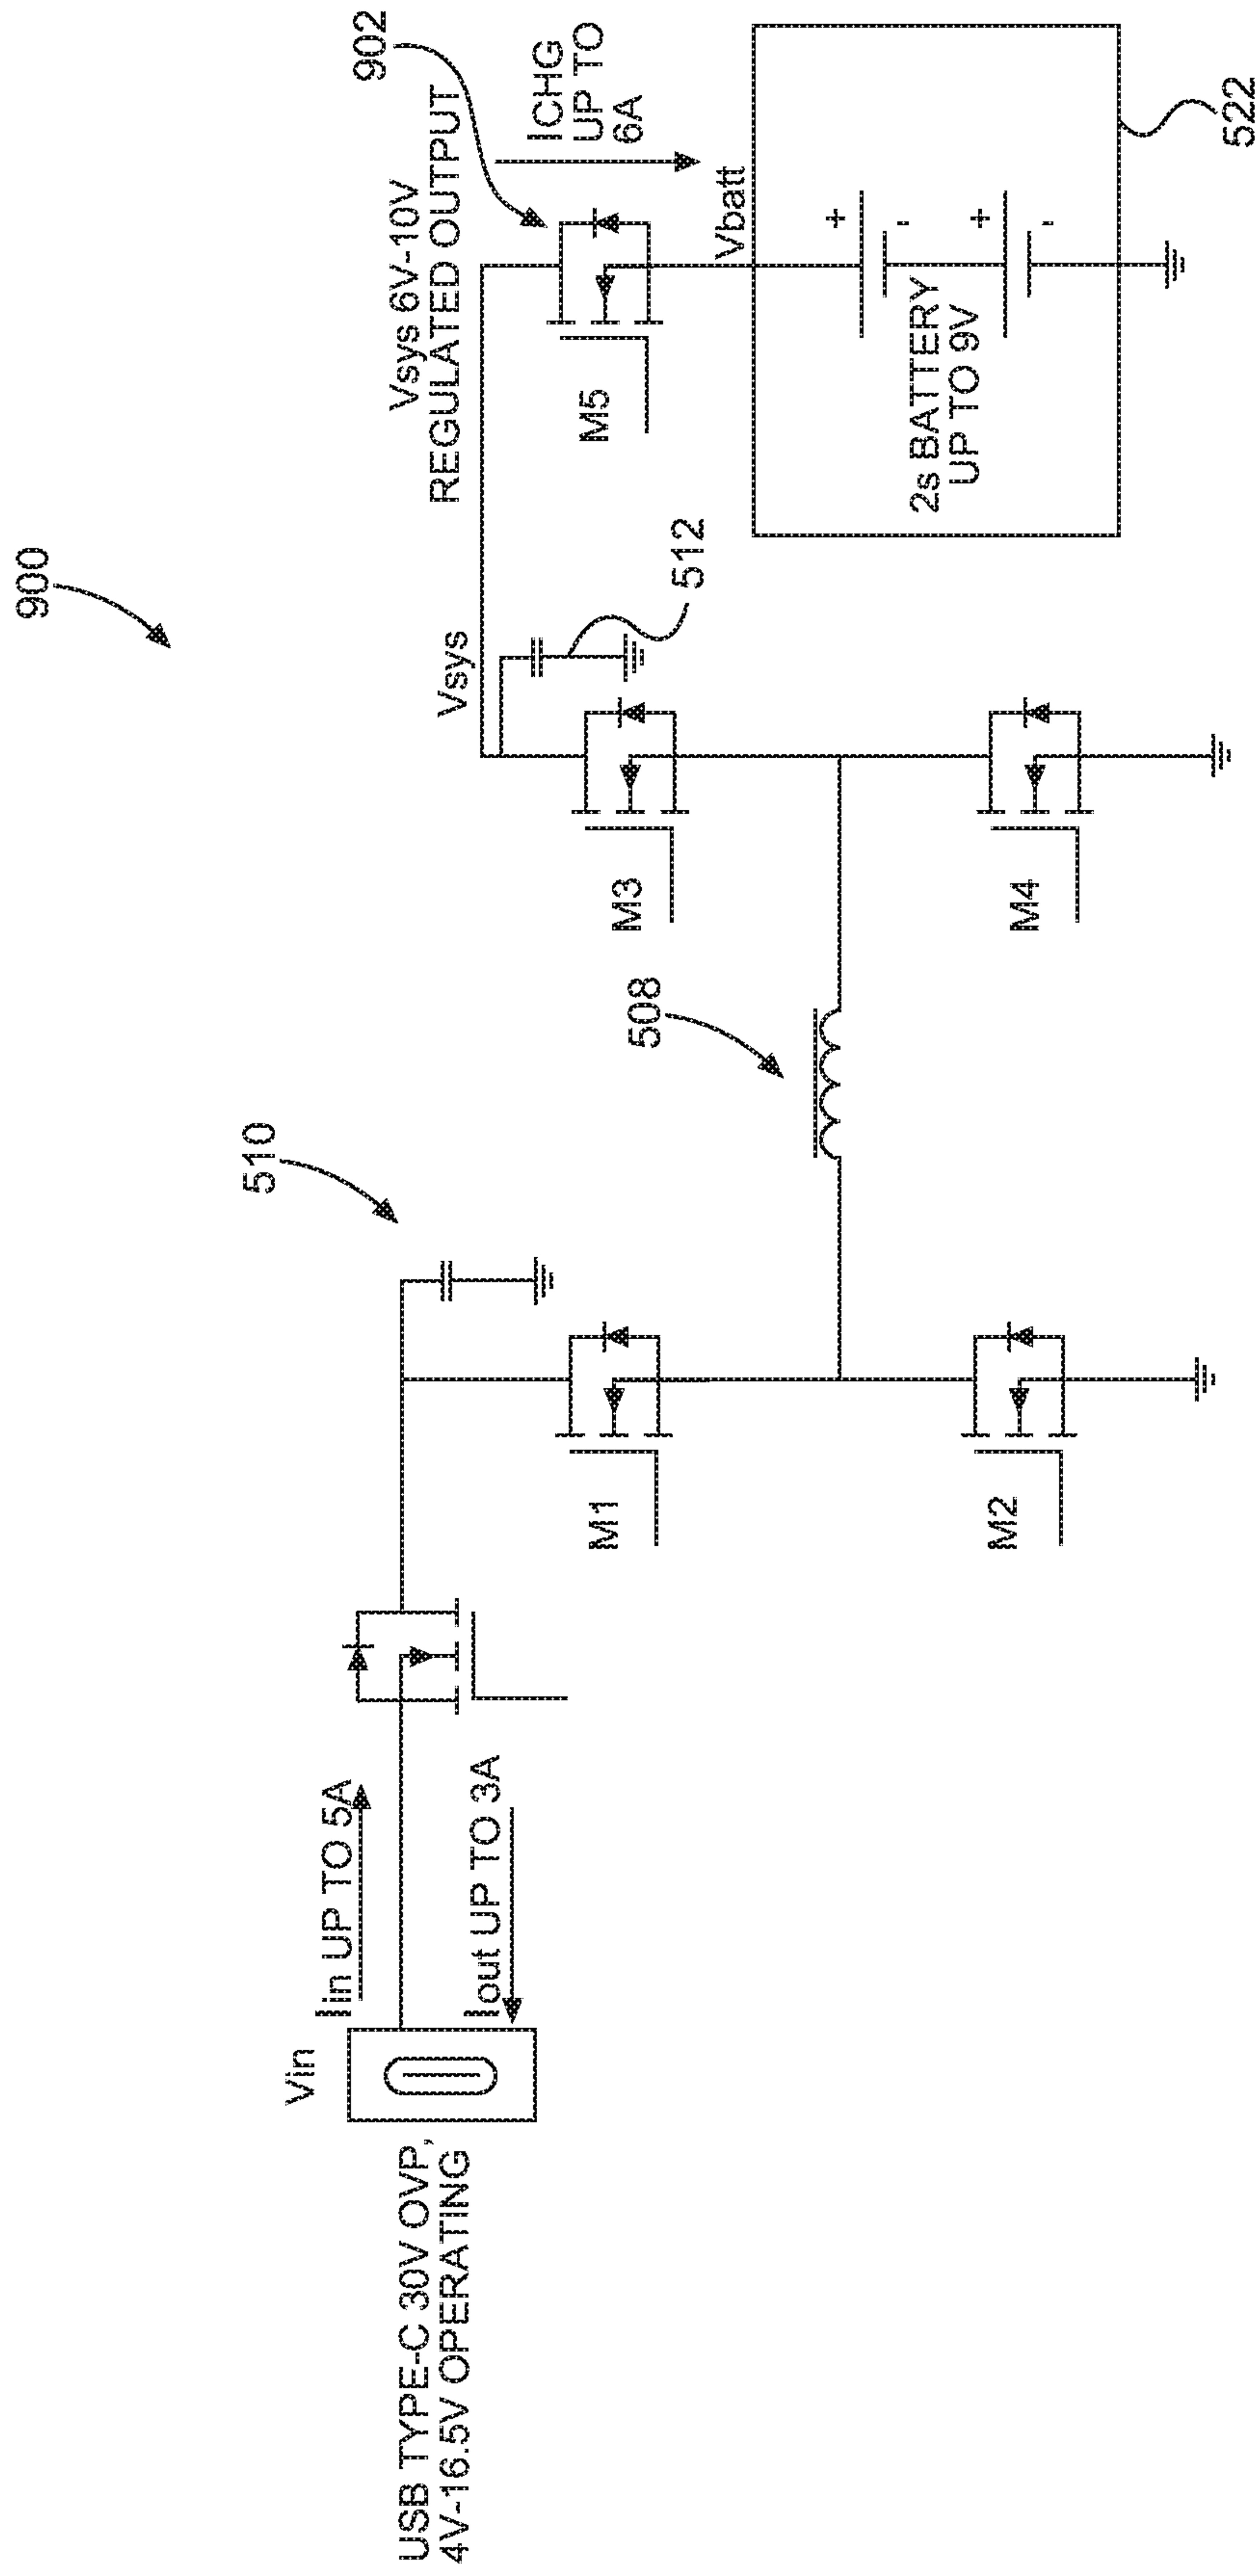 900
902
Vsys 6V-10V
REGULATED OUTPUT
ICHG
UP TO
6A
Vsys
M5
Vbatt
512
2s BATTERY
UP TO 9V
+
-
+
-
522
510
508
M3
M4
M1
M2
Iin UP TO 5A
Vin
Iout UP TO 3A
USB TYPE-C 30V OVP,
4V-16.5V OPERATING